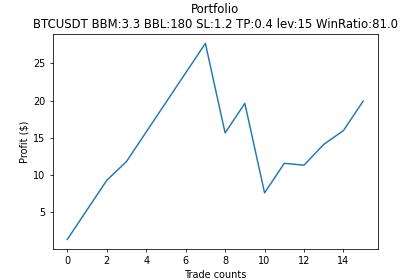 Portfolio
BTCUSDT BBM:3.3 BBL:180 SL:1.2 TP:0.4 lev:15 WinRatio:81.0
25
20
15
10
5
Profit ($)
0 2 4 6 8 10 12 14
Trade counts